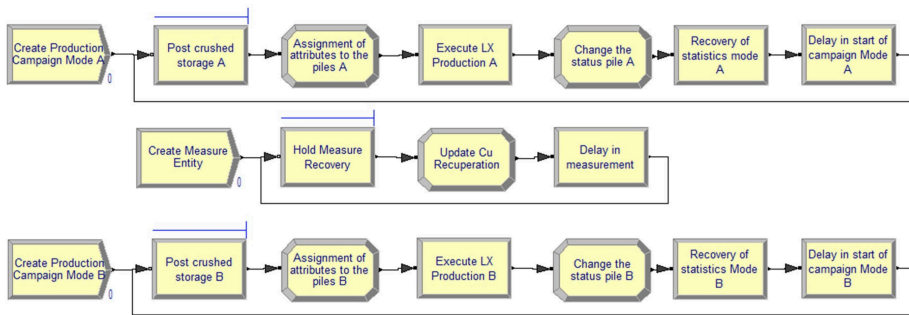 Create Production
Campaign Mode A
0
Post crushed
storage A
Assignment of
attributes to the
piles A
Execute LX
Production A
Change the
status pile A
Recovery of
statistics mode
A
Delay in start of
campaign Mode
A
Create Measure
Entity
0
Hold Measure
Recovery
Update Cu
Recuperation
Delay in
measurement
Create Production
Campaign Mode B
0
Post crushed
storage B
Assignment of
attributes to the
piles B
Execute LX
Production B
Change the
status pile B
Recovery of
statistics Mode
B
Delay in start of
campaign Mode
B